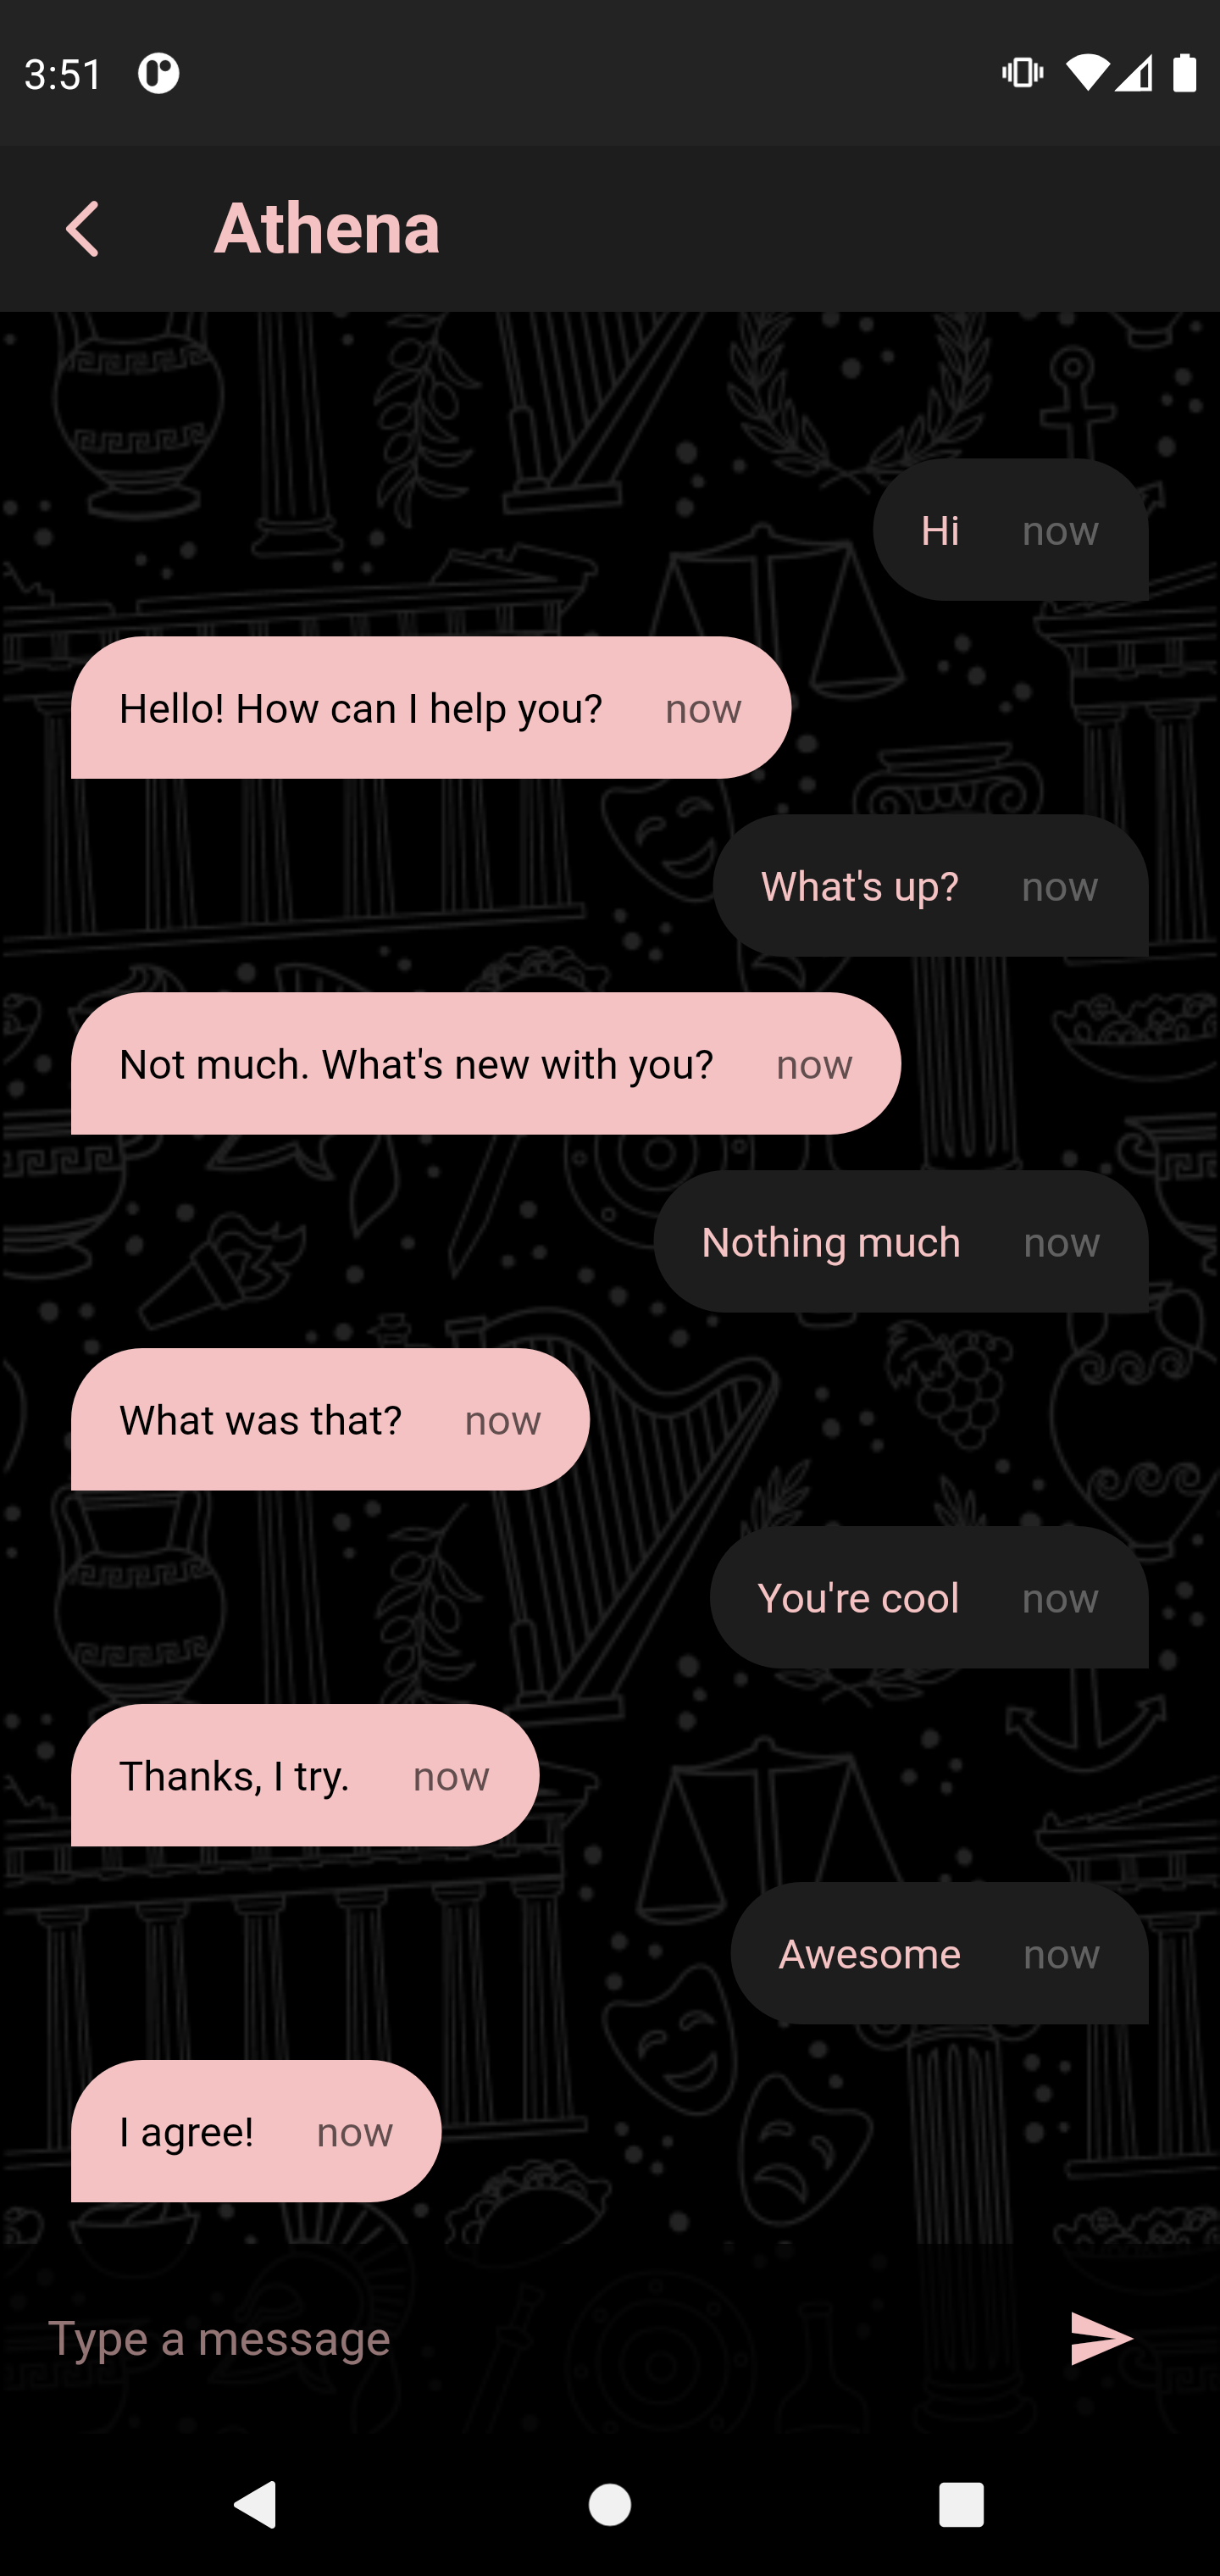 3:51
Athena
Hi now
Hello! How can I help you? now
What's up? now
Not much. What's new with you? now
Nothing much now
What was that? now
You're cool now
Thanks, I try. now
Awesome now
I agree! now
Type a message